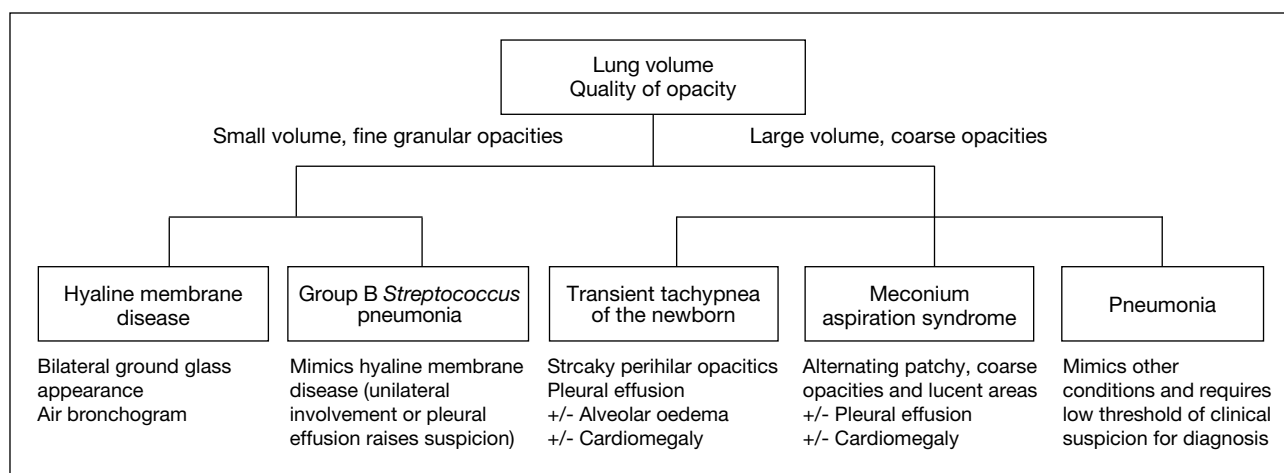 Lung volume
Quality of opacity
Small volume, fine granular opacities
Large volume, coarse opacities
Hyaline membrane
disease
Group B Streptococcus
pneumonia
Transient tachypnea
of the newborn
Meconium
aspiration syndrome
Pneumonia
Bilateral ground glass
appearance
Air bronchogram
Mimics hyaline membrane
disease (unilateral
involvement or pleural
effusion raises suspicion)
Strcaky perihilar opacitics
Pleural effusion
+/- Alveolar oedema
+/- Cardiomegaly
Alternating patchy, coarse
opacities and lucent areas
+/- Pleural effusion
+/- Cardiomegaly
Mimics other
conditions and requires
low threshold of clinical
suspicion for diagnosis